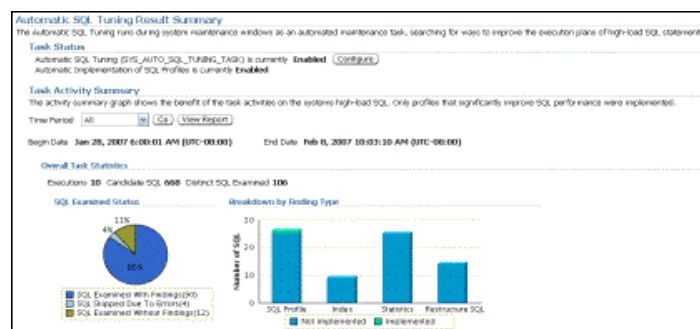 Automatic SQL Tuning Result Summary
The Automatic SQL Tuning runs during system maintenance windows as an automated maintenance task, searching for ways to improve the execution plans of high-load SQL statement
Task Status
Automatic SQL Tuning (SYS_AUTO_SQL_TUNING_TASK) is currently Enabled Configure
Automatic Implementation of SQL Profiles is currently Enabled
Task Activity Summary
The activity summary graph shows the benefit of the task activities on the systems high-load SQL. Only profiles that significantly improve SQL performance were implemented.
Time Period All Go View Report
Begin Date Jan 28, 2007 6:00:01 AM (UTC-08:00) End Date Feb 8, 2007 10:03:10 AM (UTC-08:00)
Overall Task Statistics
Executions 10 Candidate SQL 668 Distinct SQL Examined 106
SQL Examined Status
Breakdown by Finding Type
11%
4%
85%
SQL Examined With Findings(90)
SQL Skipped Due To Errors(4)
SQL Examined Without Findings(12)
Number of SQL
30
20
10
0
SQL Profile Index Statistics Restructure SQL
Not Implemented Implemented